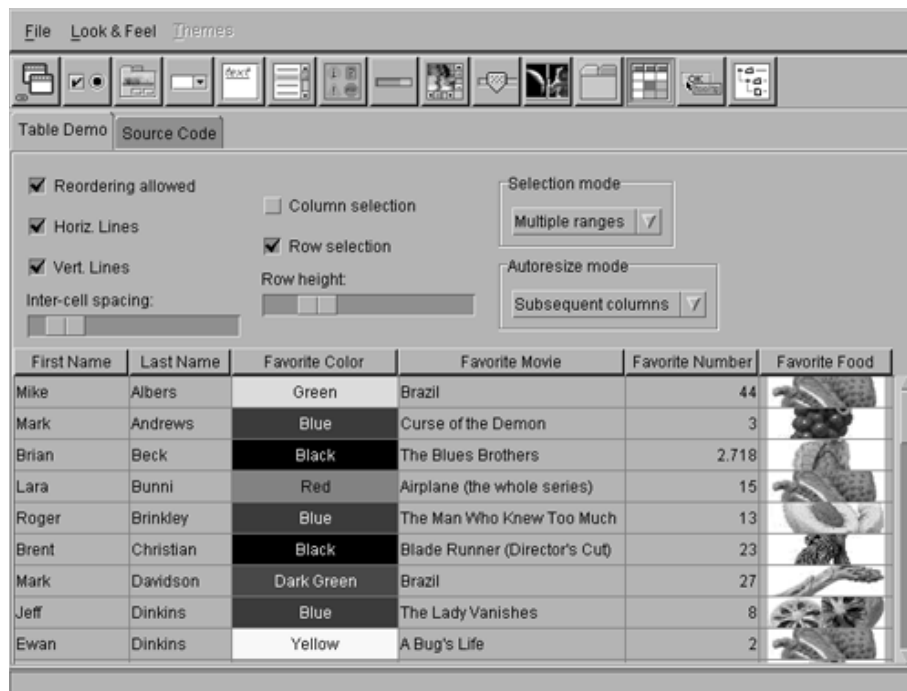 File Look & Feel Themes
text
OK
Table Demo Source Code
Reordering allowed
Horiz. Lines
Vert. Lines
Inter-cell spacing:
Column selection
Row selection
Row height:
Selection mode
Multiple ranges
Autoresize mode
Subsequent columns
First Name Last Name Favorite Color Favorite Movie Favorite Number Favorite Food
Mike Albers Green Brazil 44
Mark Andrews Blue Curse of the Demon 3
Brian Beck Black The Blues Brothers 2.718
Lara Bunni Red Airplane (the whole series) 15
Roger Brinkley Blue The Man Who Knew Too Much 13
Brent Christian Black Blade Runner (Director's Cut) 23
Mark Davidson Dark Green Brazil 27
Jeff Dinkins Blue The Lady Vanishes 8
Ewan Dinkins Yellow A Bug's Life 2